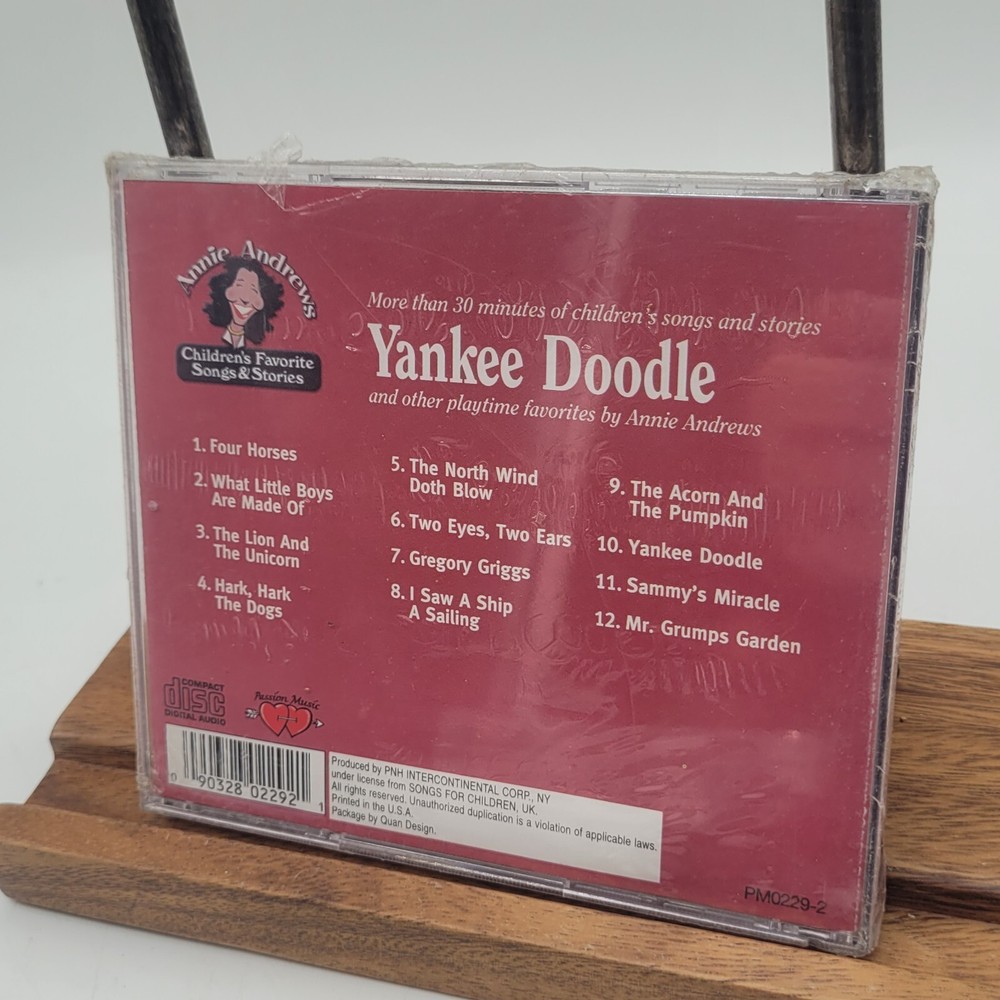 Annie Andrews
Children's Favorite
Songs & Stories
More than 30 minutes of children's songs and stories
Yankee Doodle
and other playtime favorites by Annie Andrews
1. Four Horses
2. What Little Boys
Are Made Of
3. The Lion And
The Unicorn
4. Hark, Hark
The Dogs
5. The North Wind
Doth Blow
6. Two Eyes, Two Ears
7. Gregory Griggs
8. I Saw A Ship
A Sailing
9. The Acorn And
The Pumpkin
10. Yankee Doodle
11. Sammy's Miracle
12. Mr. Grumps Garden
COMPACT
disc
DIGITAL AUDIO
Passion Music
0 90328 02292 1
Produced by PNH INTERCONTINENTAL CORP., NY
under license from SONGS FOR CHILDREN, UK.
All rights reserved. Unauthorized duplication is a violation of applicable laws.
Printed in the U.S.A.
Package by Quan Design.
PM0229-2